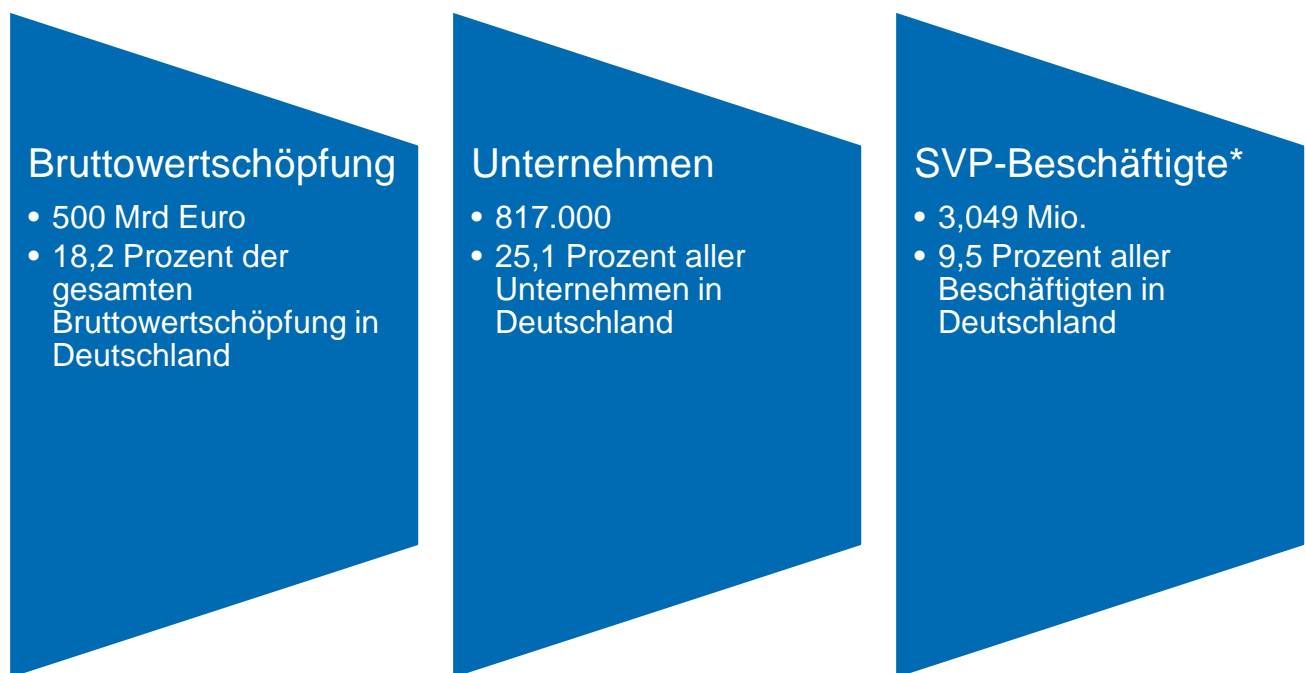 Bruttowertschöpfung
• 500 Mrd Euro
• 18,2 Prozent der
gesamten
Bruttowertschöpfung in
Deutschland
Unternehmen
• 817.000
• 25,1 Prozent aller
Unternehmen in
Deutschland
SVP-Beschäftigte*
• 3,049 Mio.
• 9,5 Prozent aller
Beschäftigten in
Deutschland